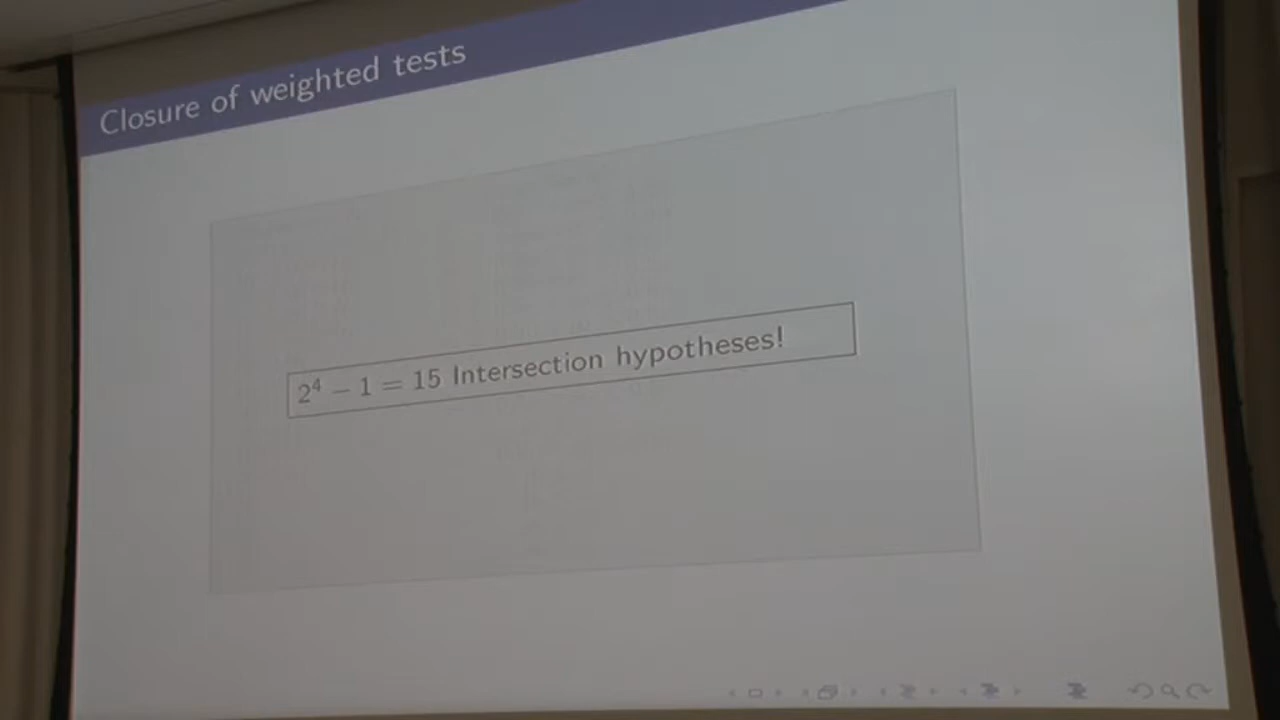 Closure of weighted tests
2⁴ − 1 = 15 Intersection hypotheses!